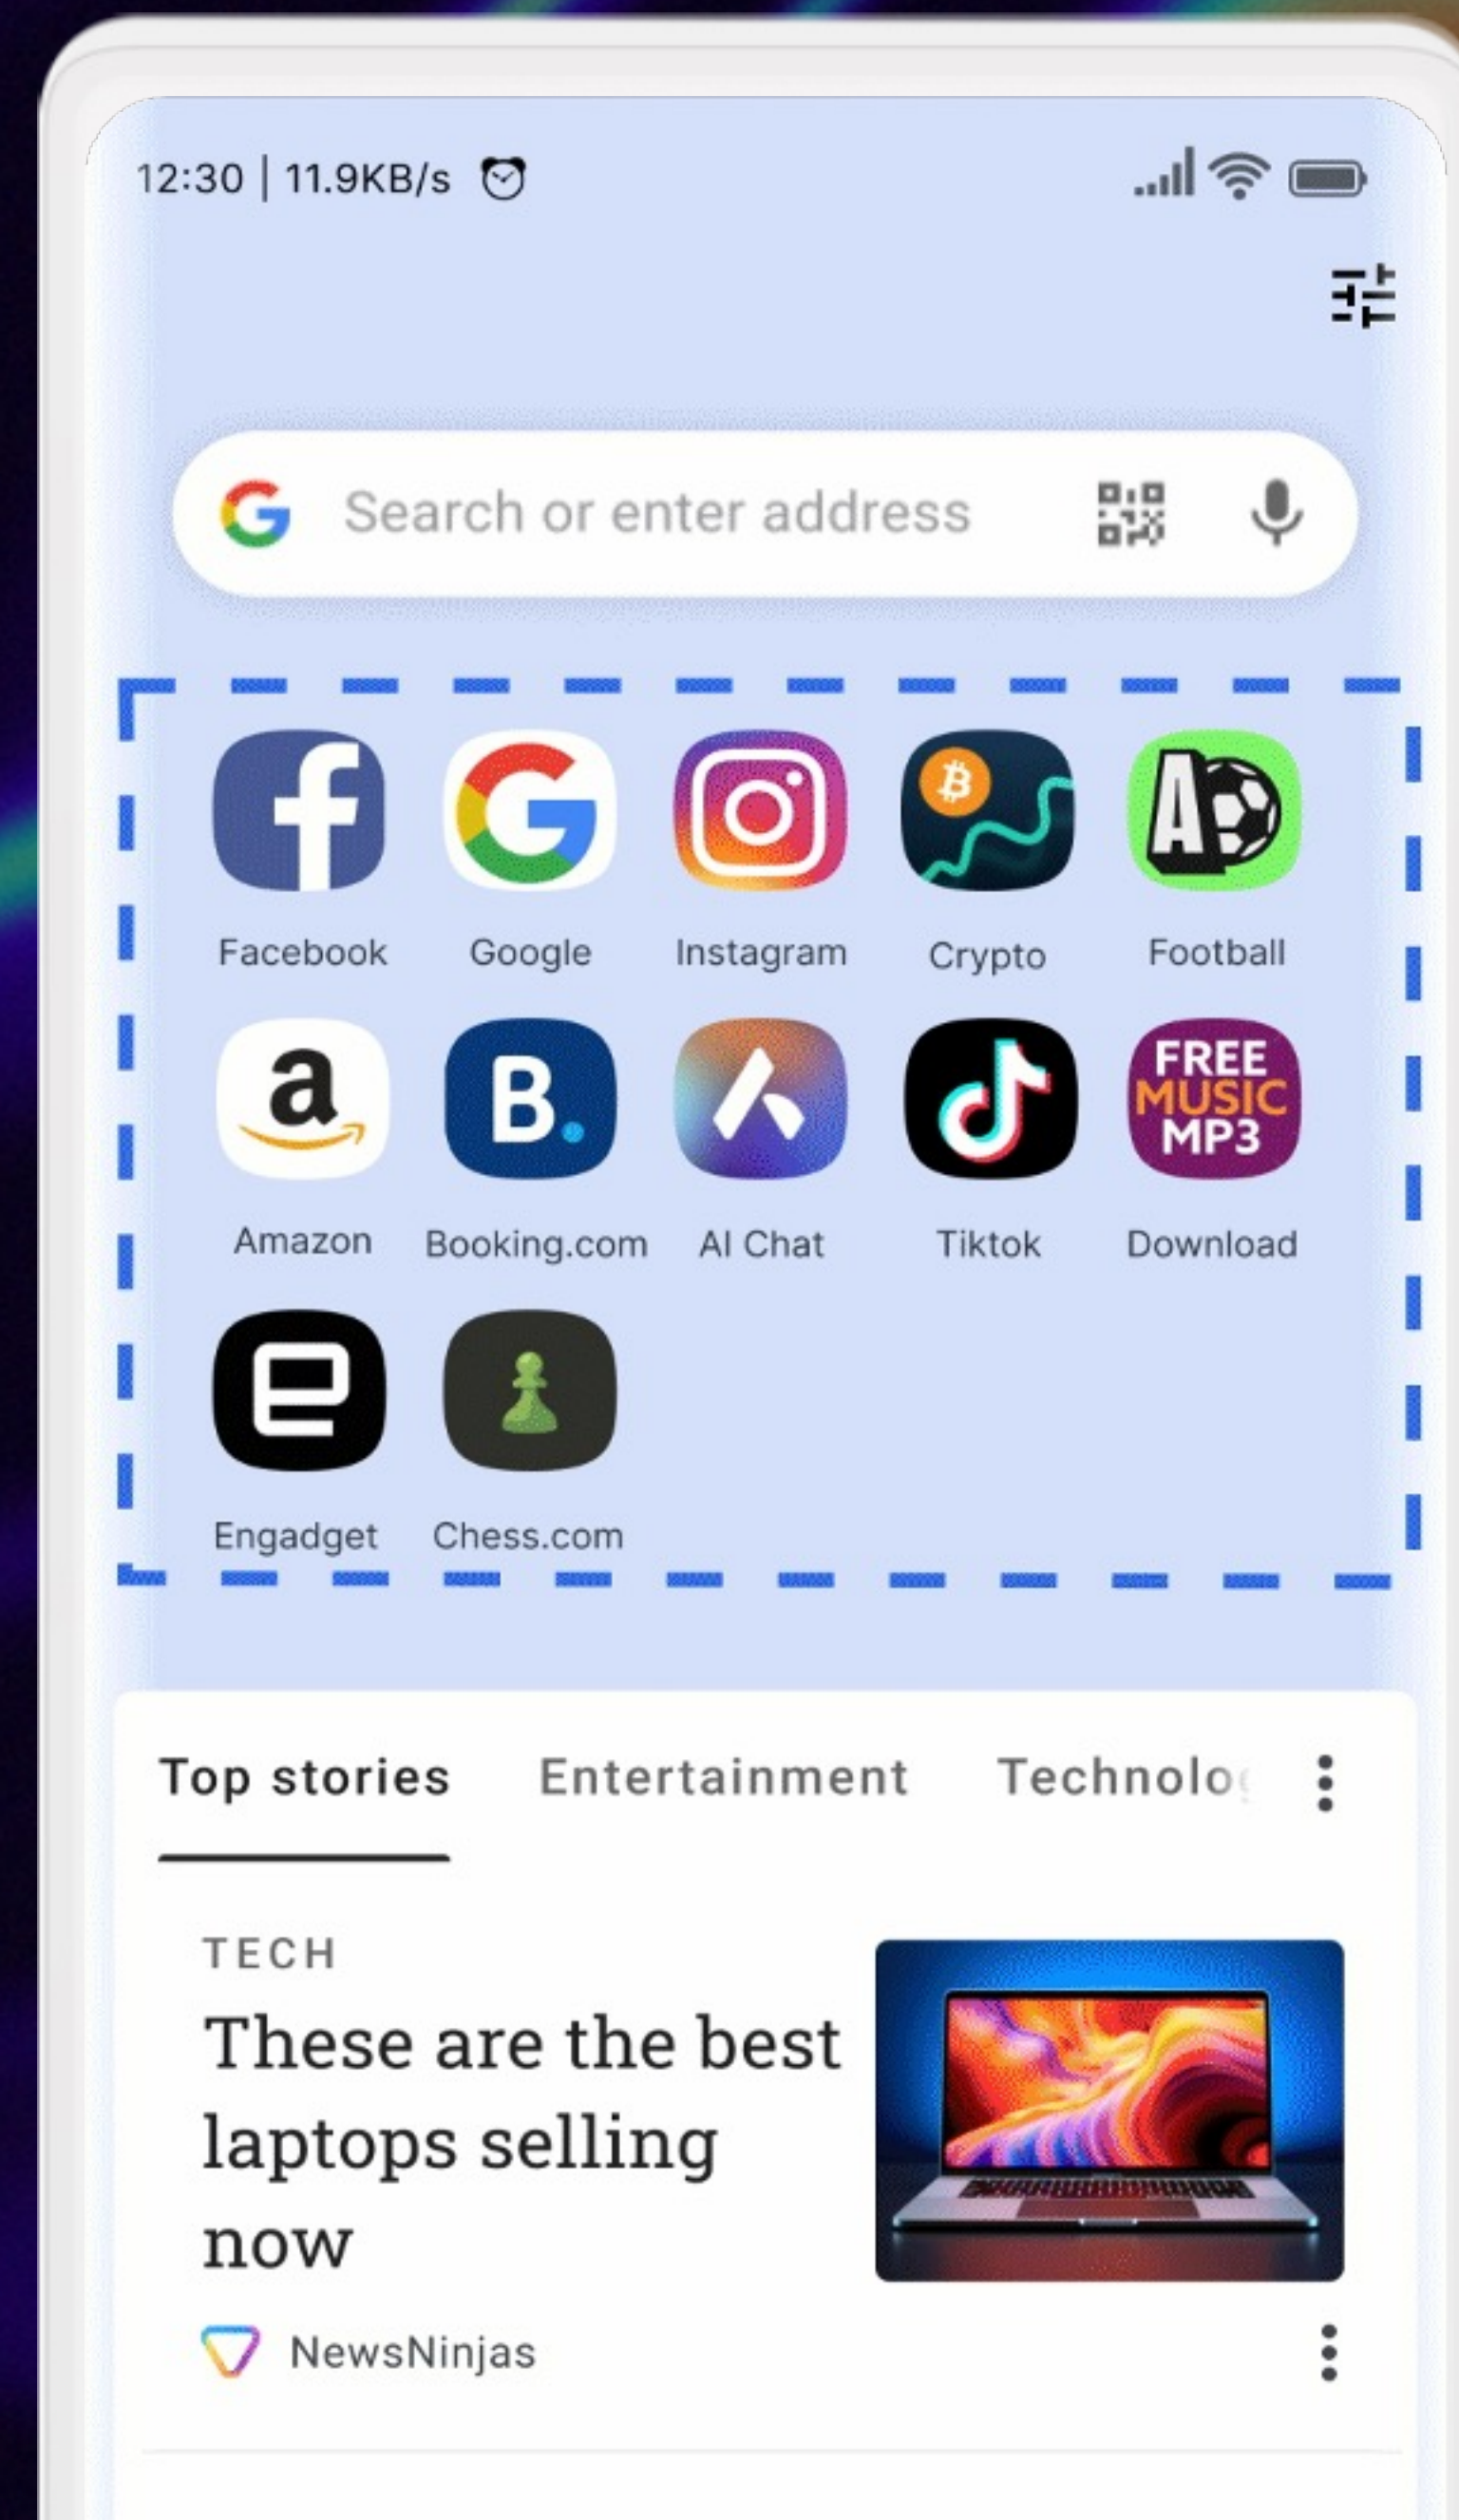 12:30 | 11.9KB/s
Search or enter address
Facebook Google Instagram Crypto Football
B.
FREE
MUSIC
MP3
Amazon Booking.com AI Chat Tiktok Download
Engadget Chess.com
Top stories Entertainment Technolog
TECH
These are the best
laptops selling
now
NewsNinjas